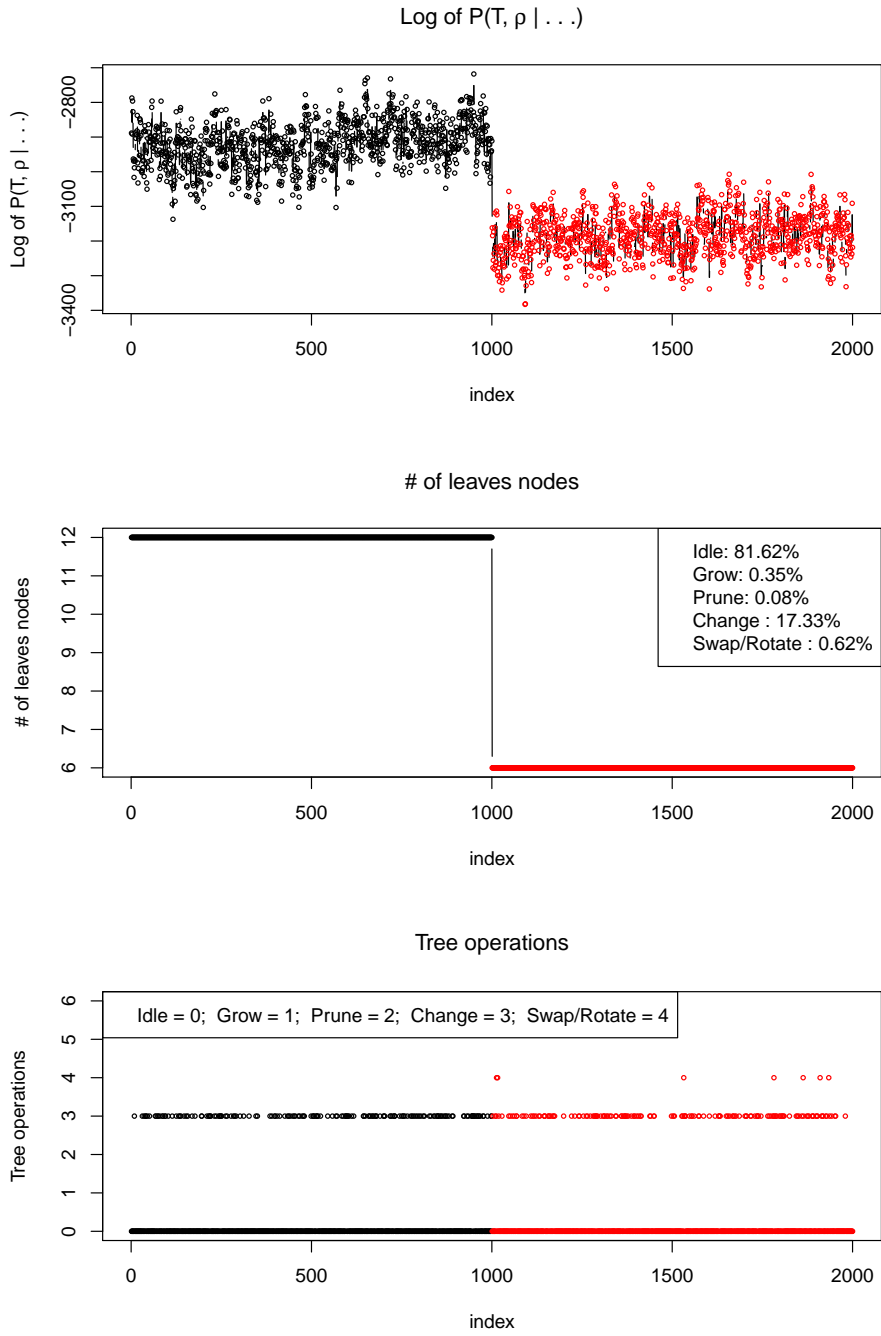 Log of P(T, ρ | . . .)
Log of P(T, ρ | . . .)
−2800
−3100
−3400
0 500 1000 1500 2000
index
# of leaves nodes
# of leaves nodes
12
11
10
9
8
7
6
Idle: 81.62%
Grow: 0.35%
Prune: 0.08%
Change : 17.33%
Swap/Rotate : 0.62%
0 500 1000 1500 2000
index
Tree operations
Tree operations
6
5
4
3
2
1
0
Idle = 0; Grow = 1; Prune = 2; Change = 3; Swap/Rotate = 4
0 500 1000 1500 2000
index